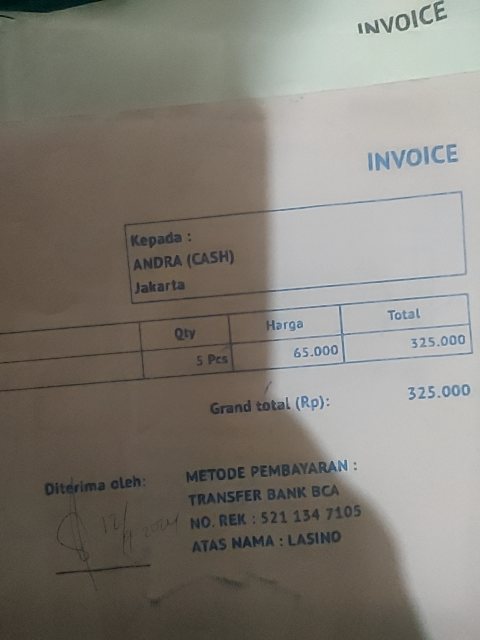 INVOICE
INVOICE
Kepada :
ANDRA (CASH)
Jakarta
Qty Harga Total
5 Pcs 65.000 325.000
Grand total (Rp): 325.000
Diterima oleh:
METODE PEMBAYARAN :
TRANSFER BANK BCA
NO. REK : 521 134 7105
ATAS NAMA : LASINO